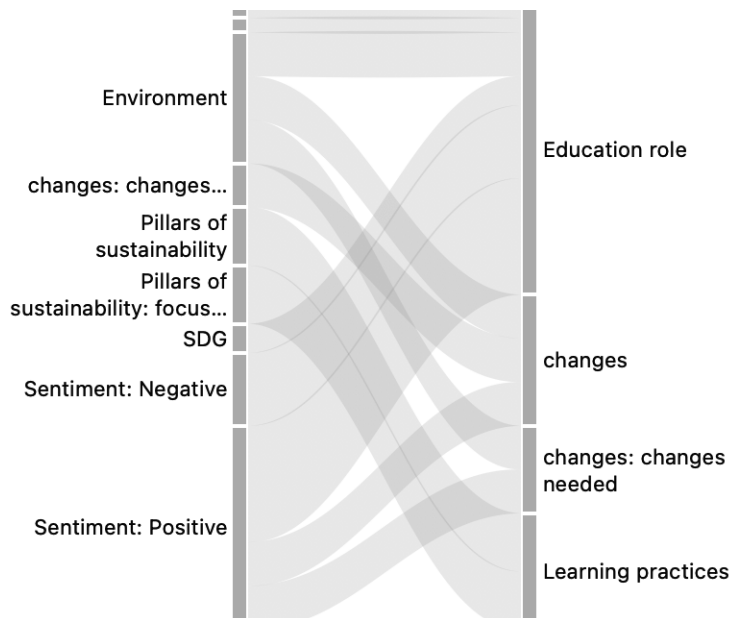 Environment
changes: changes...
Pillars of
sustainability
Pillars of
sustainability: focus...
SDG
Sentiment: Negative
Sentiment: Positive
Education role
changes
changes: changes
needed
Learning practices